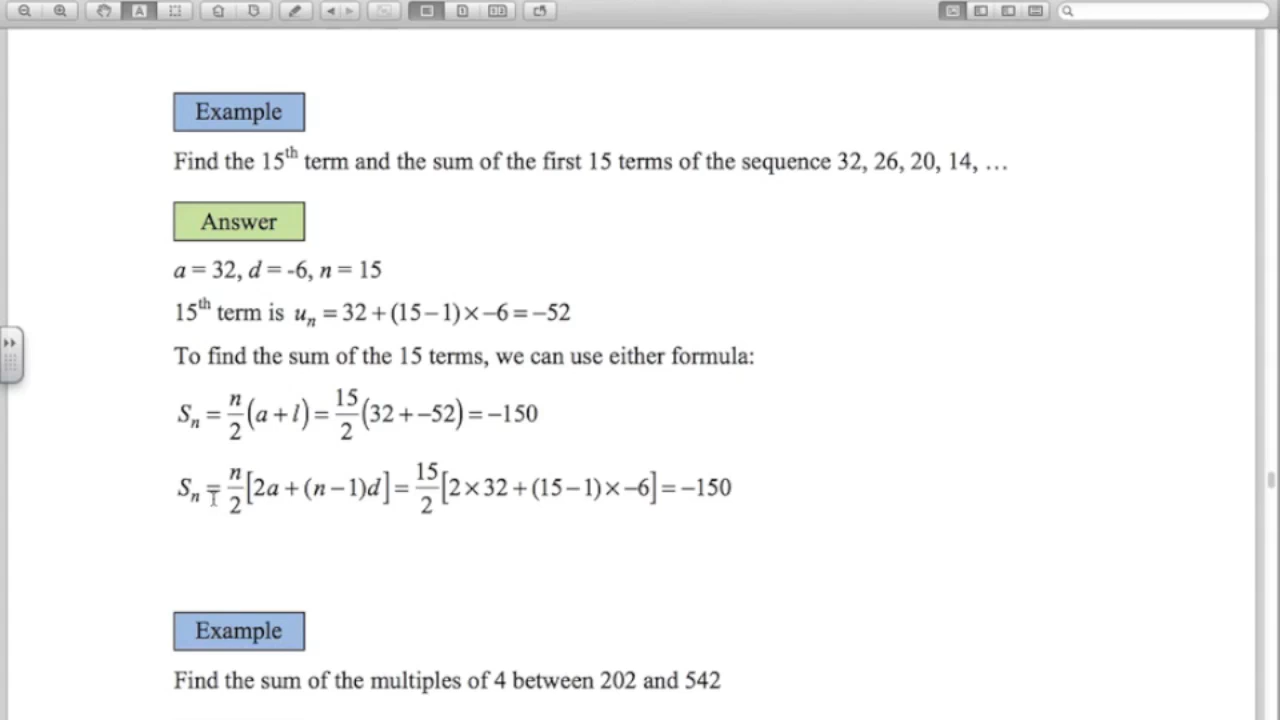 Example
Find the 15th term and the sum of the first 15 terms of the sequence 32, 26, 20, 14, …
Answer
a = 32, d = -6, n = 15
15th term is uₙ = 32 + (15 − 1) × −6 = −52
To find the sum of the 15 terms, we can use either formula:
Sₙ = n/2 (a + l) = 15/2 (32 + −52) = −150
Sₙ = n/2 [2a + (n − 1)d] = 15/2 [2 × 32 + (15 − 1) × −6] = −150
Example
Find the sum of the multiples of 4 between 202 and 542